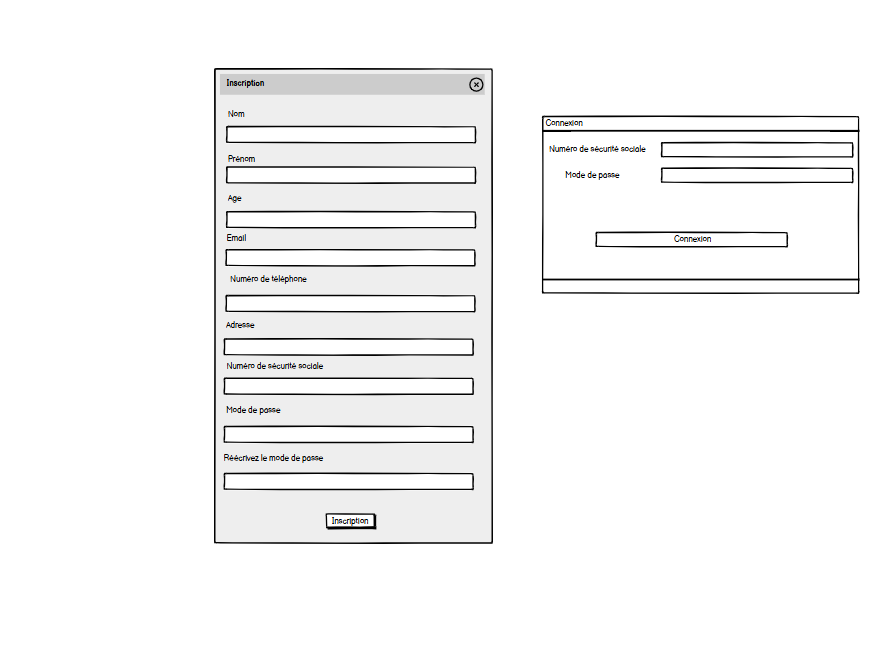 Inscription
Nom
Prénom
Age
Email
Numéro de téléphone
Adresse
Numéro de sécurité sociale
Mode de passe
Réécrivez le mode de passe
Inscription
Connexion
Numéro de sécurité sociale
Mode de passe
Connexion